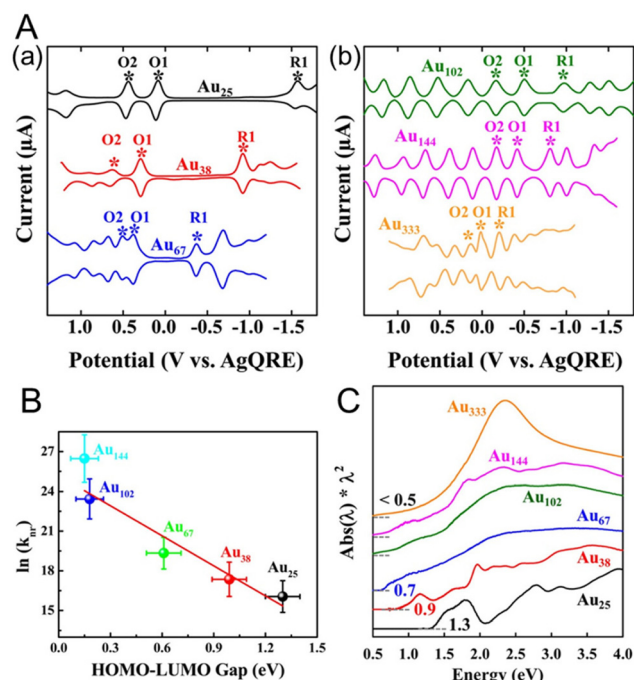 A
(a)
O2 O1 R1
* * *
Au25
O2 O1 R1
* * *
Au38
O2 O1 R1
* * *
Au67
Current (μA)
1.0 0.5 0.0 -0.5 -1.0 -1.5
Potential (V vs. AgQRE)
(b)
Au102 O2 O1 R1
* * *
Au144 O2 O1 R1
* * *
O2 O1 R1
* * *
Au333
Current (μA)
1.0 0.5 0.0 -0.5 -1.0 -1.5
Potential (V vs. AgQRE)
B
ln (knr)
27
24
21
18
15
Au144
Au102
Au67
Au38
Au25
0.0 0.3 0.6 0.9 1.2 1.5
HOMO-LUMO Gap (eV)
C
Abs(λ) * λ2
Au333
< 0.5
Au144
Au102
Au67
0.7
Au38
0.9
Au25
1.3
0.5 1.0 1.5 2.0 2.5 3.0 3.5 4.0
Energy (eV)